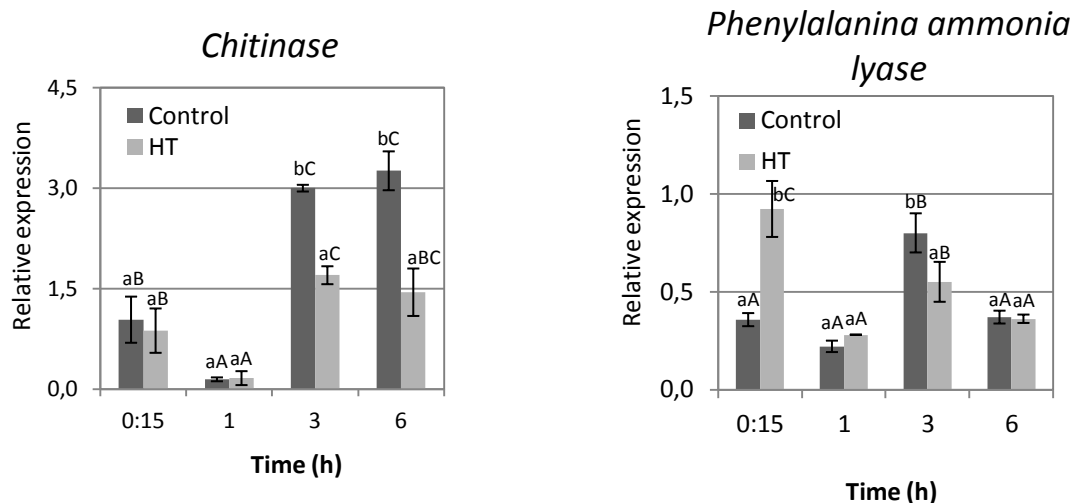 Chitinase
4,5
3,0
1,5
0,0
Relative expression
Control
HT
aB
aB
aA
aA
bC
aC
bC
aBC
0:15
1
3
6
Time (h)
Phenylalanina ammonia
lyase
1,5
1,0
0,5
0,0
Relative expression
Control
HT
aA
bC
aA
aA
bB
aB
aA
aA
0:15
1
3
6
Time (h)